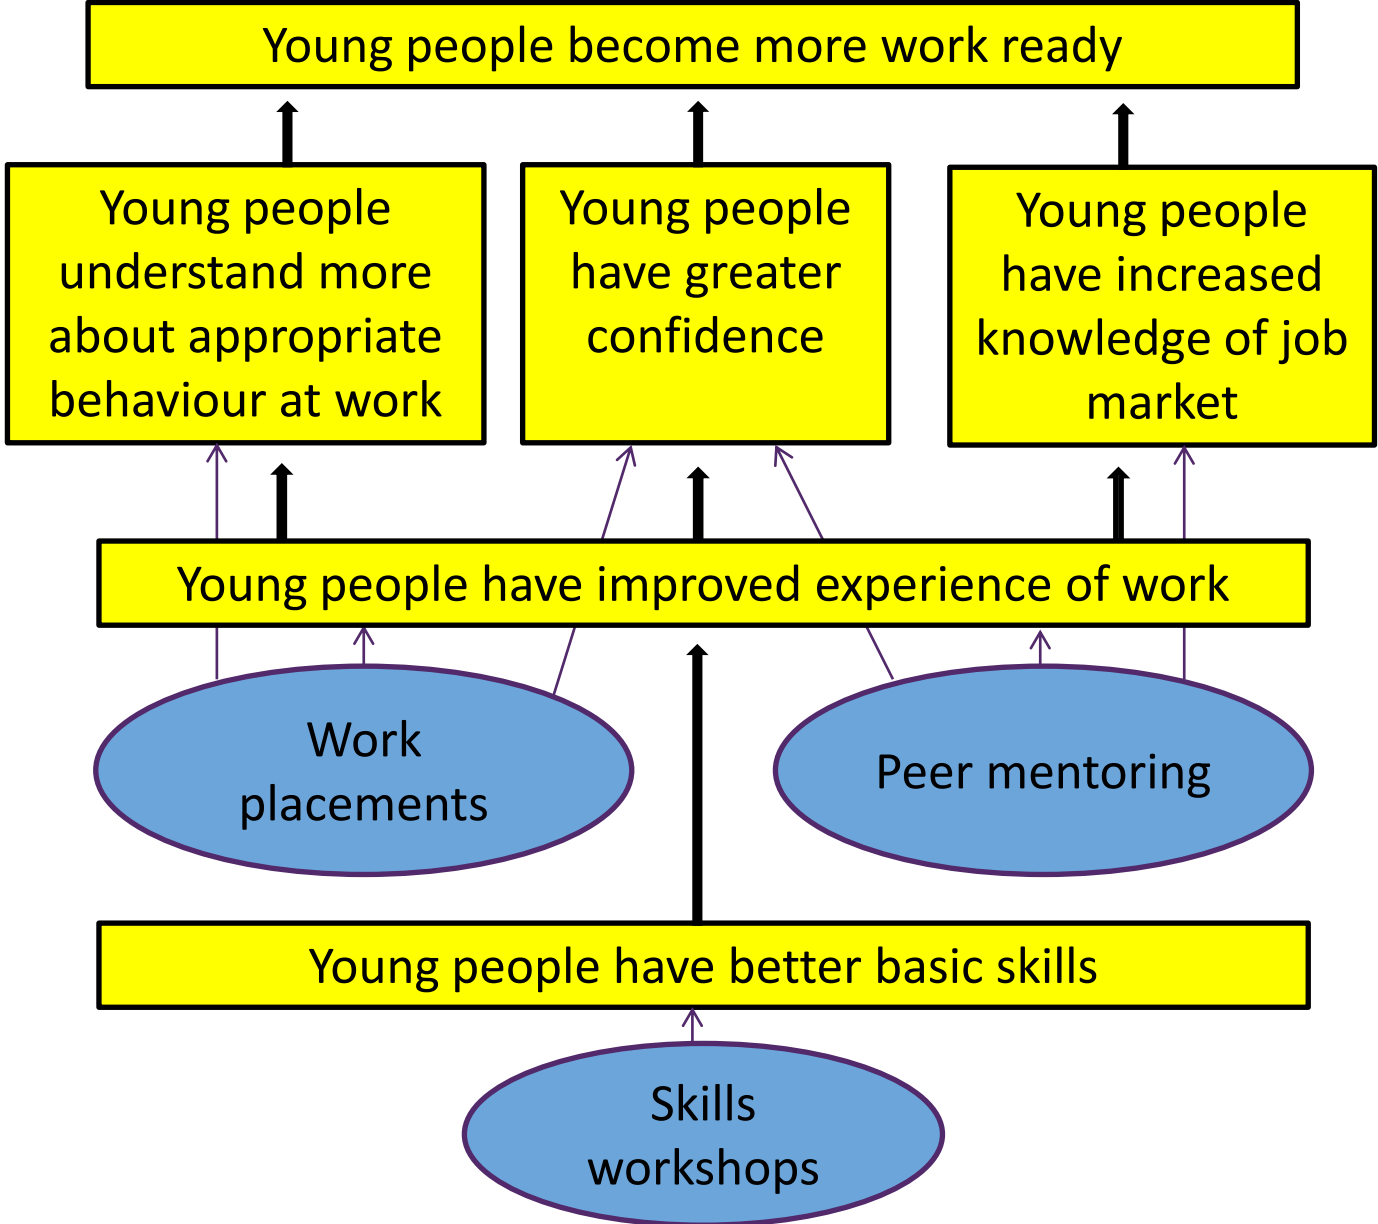 Young people become more work ready
Young people
understand more
about appropriate
behaviour at work
Young people
have greater
confidence
Young people
have increased
knowledge of job
market
Young people have improved experience of work
Work
placements
Peer mentoring
Young people have better basic skills
Skills
workshops